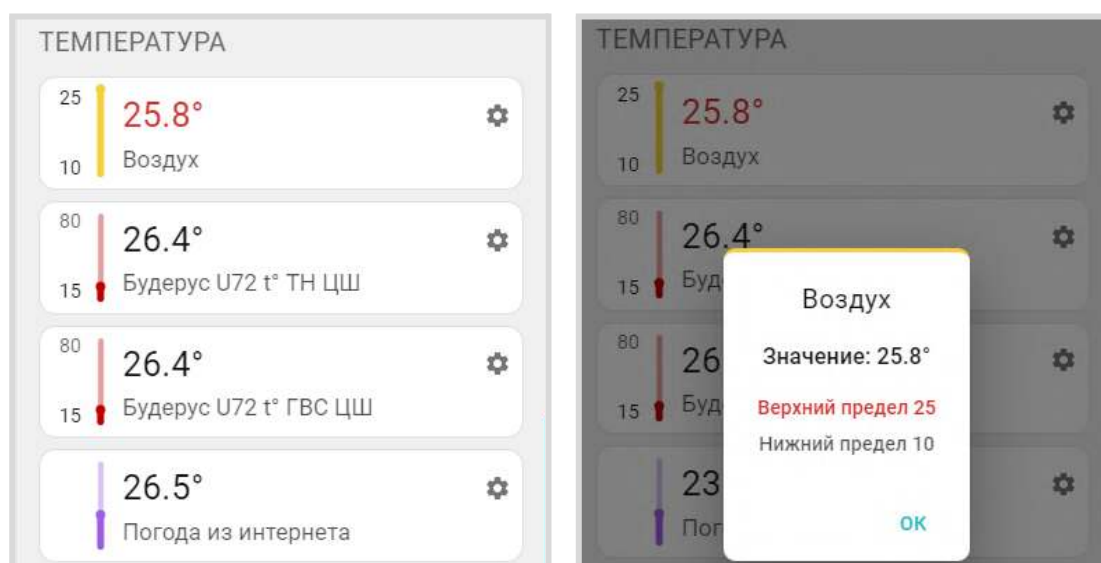 ТЕМПЕРАТУРА
25
25.8°
10
Воздух
80
26.4°
15
Будерус U72 t° ТН ЦШ
80
26.4°
15
Будерус U72 t° ГВС ЦШ
26.5°
Погода из интернета
ТЕМПЕРАТУРА
25
25.8°
10
Воздух
80
26.4°
15
Буд
80
26
15
Буд
23
Пог
Воздух
Значение: 25.8°
Верхний предел 25
Нижний предел 10
ОК